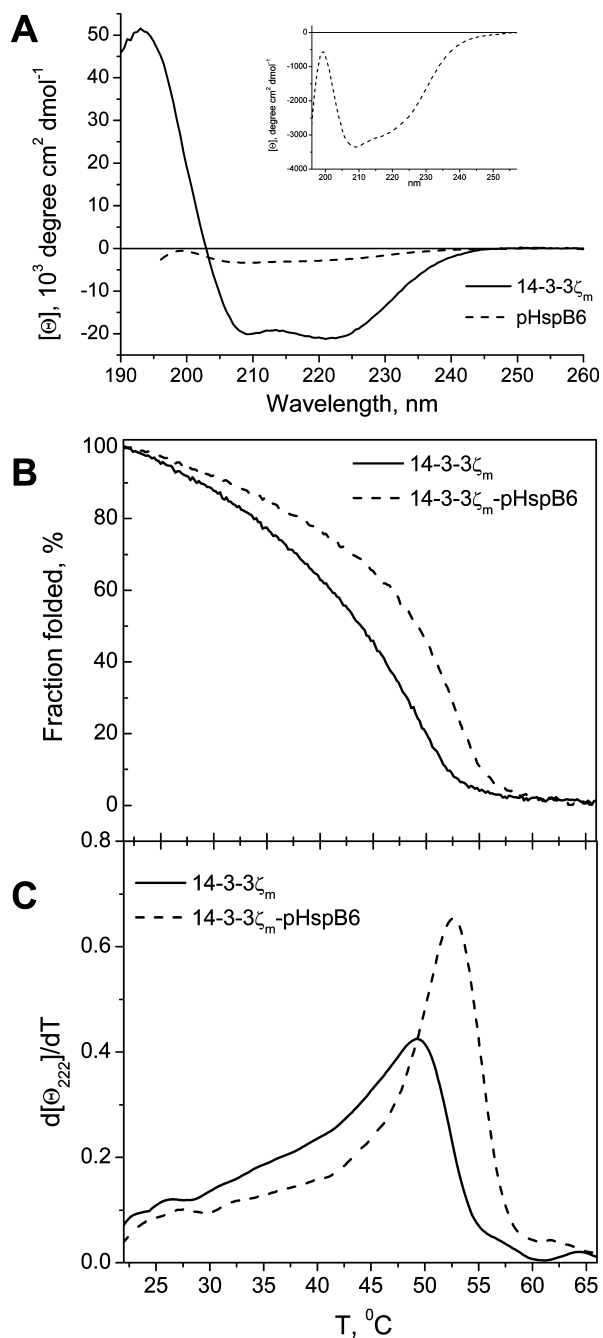 A
50
40
30
20
10
0
-10
-20
[Θ], 10³ degree cm² dmol⁻¹
190 200 210 220 230 240 250 260
Wavelength, nm
14-3-3ζm
pHspB6
0
-1000
-2000
-3000
-4000
[Θ], degree cm² dmol⁻¹
200 210 220 230 240 250
nm
B
100
80
60
40
20
0
Fraction folded, %
14-3-3ζm
14-3-3ζm-pHspB6
C
0.8
0.6
0.4
0.2
0.0
d[Θ222]/dT
14-3-3ζm
14-3-3ζm-pHspB6
25 30 35 40 45 50 55 60 65
T, ⁰C